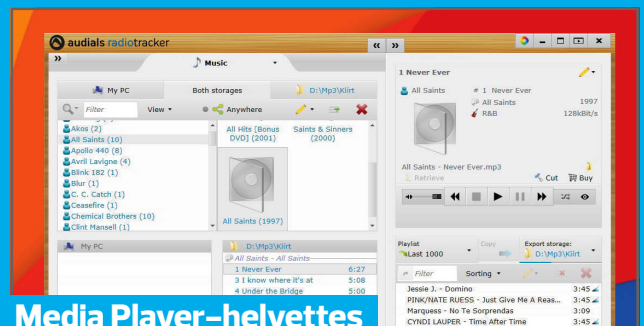 audials radiotracker
« »
»
Music
My PC
Both storages
D:\Mp3\Klirt
Filter
View
Anywhere
Akos (2)
All Saints (10)
Apollo 440 (8)
Avril Lavigne (4)
Blink 182 (1)
Blur (1)
C. C. Catch (1)
Ceasefire (1)
Chemical Brothers (10)
Clint Mansell (1)
All Hits [Bonus
DVD] (2001)
Saints & Sinners
(2000)
All Saints (1997)
My PC
D:\Mp3\Klirt
All Saints - All Saints
1 Never Ever 6:27
3 I know where it's at 5:08
4 Under the Bridge 5:00
Media Player-helvettes
1 Never Ever
All Saints
# 1 Never Ever
All Saints 1997
R&B 128kBit/s
All Saints - Never Ever.mp3
Retrieve
Cut
Buy
Playlist
Last 1000
Copy
Export storage:
D:\Mp3\Klirt
Filter
Sorting
Jessie J. - Domino 3:45
PINK/NATE RUESS - Just Give Me A Reas... 3:45
Marquess - No Te Sorprendas 3:09
CYNDI LAUPER - Time After Time 3:45